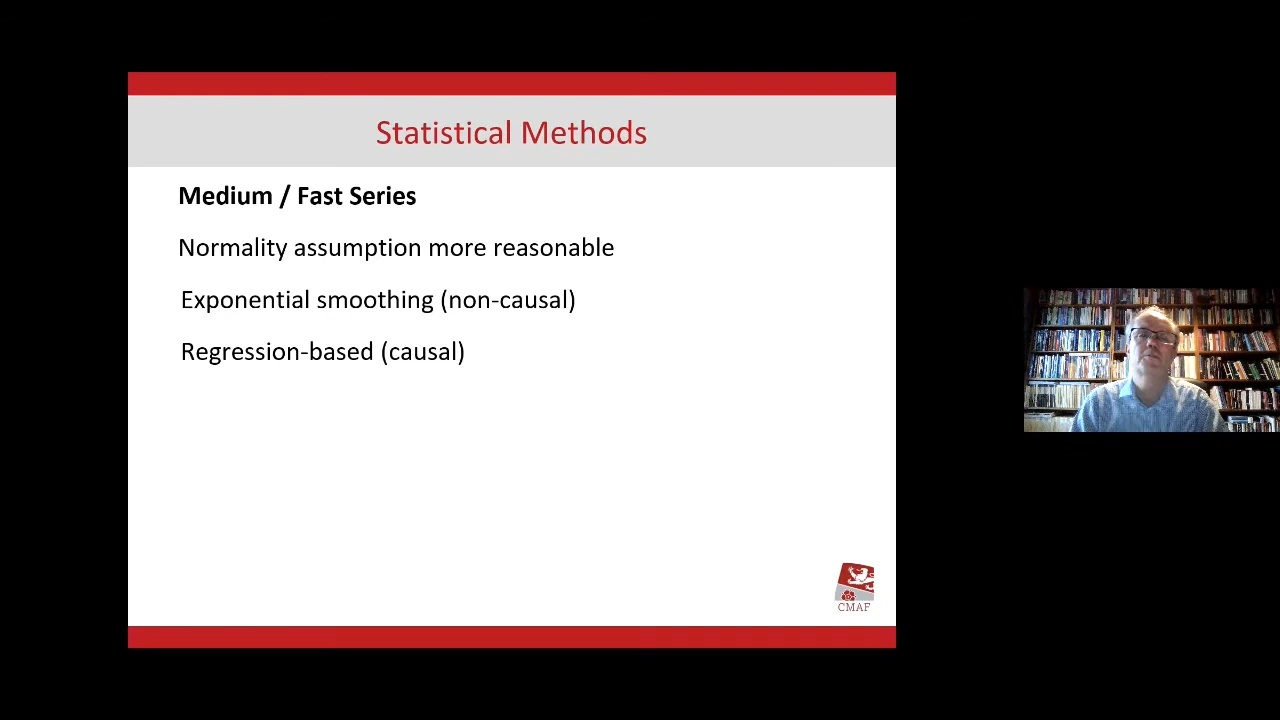 Statistical Methods
Medium / Fast Series
Normality assumption more reasonable
Exponential smoothing (non-causal)
Regression-based (causal)
CMAF